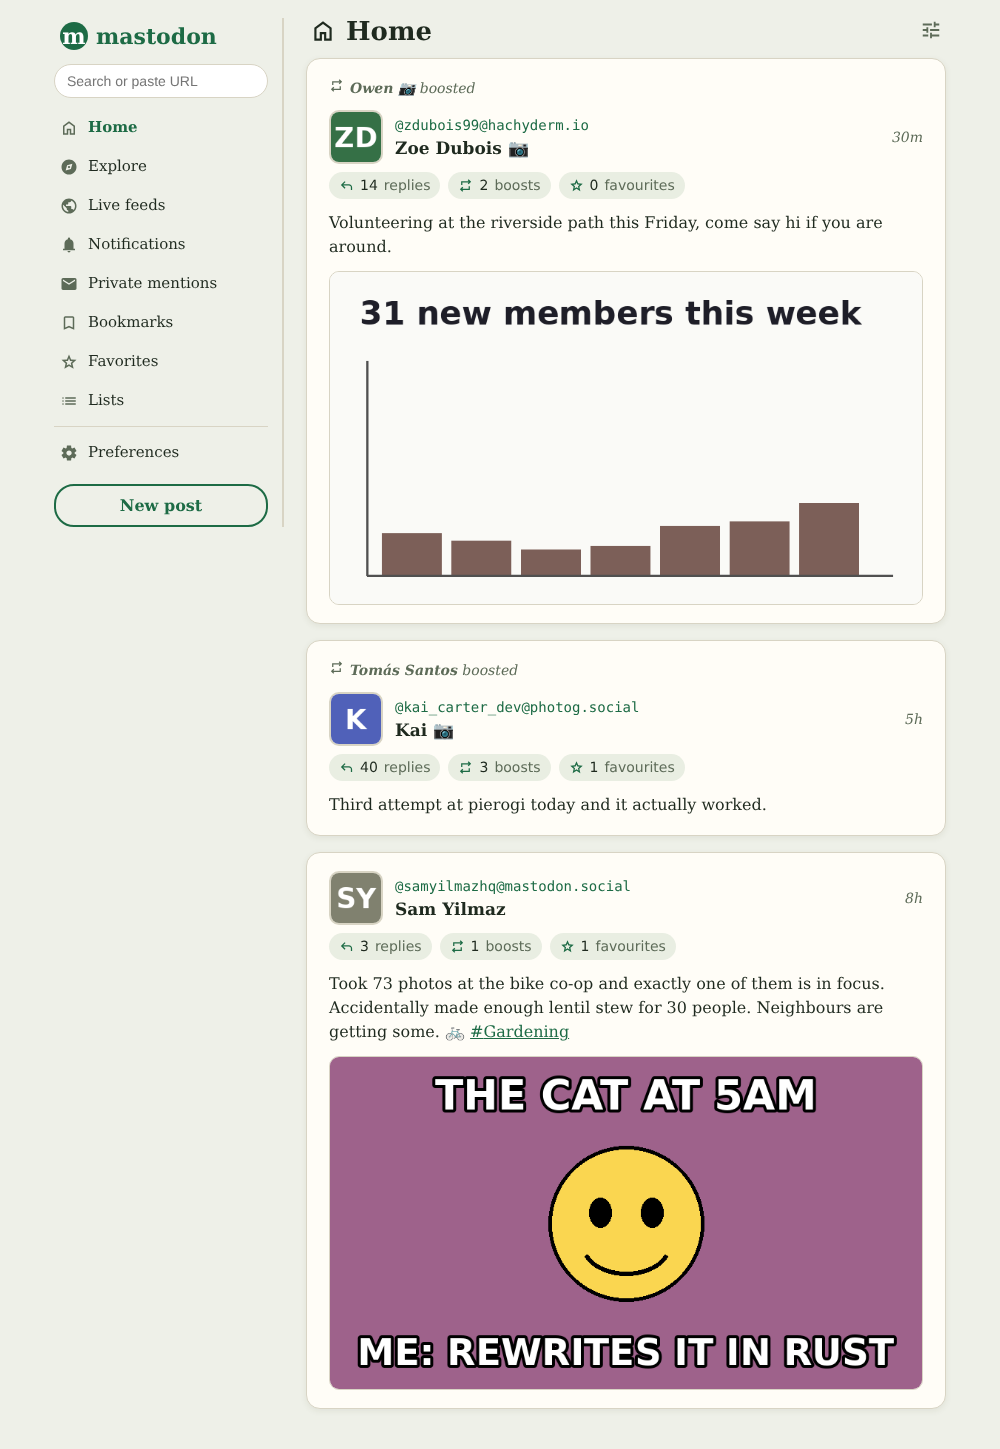 mastodon
Search or paste URL
Home
Explore
Live feeds
Notifications
Private mentions
Bookmarks
Favorites
Lists
Preferences
New post
Home
Owen 📷 boosted
ZD
@zdubois99@hachyderm.io
Zoe Dubois 📷
30m
14 replies
2 boosts
0 favourites
Volunteering at the riverside path this Friday, come say hi if you are
around.
31 new members this week
Tomás Santos boosted
K
@kai_carter_dev@photog.social
Kai 📷
5h
40 replies
3 boosts
1 favourites
Third attempt at pierogi today and it actually worked.
SY
@samyilmazhq@mastodon.social
Sam Yilmaz
8h
3 replies
1 boosts
1 favourites
Took 73 photos at the bike co-op and exactly one of them is in focus.
Accidentally made enough lentil stew for 30 people. Neighbours are
getting some. 🚲 #Gardening
THE CAT AT 5AM
ME: REWRITES IT IN RUST